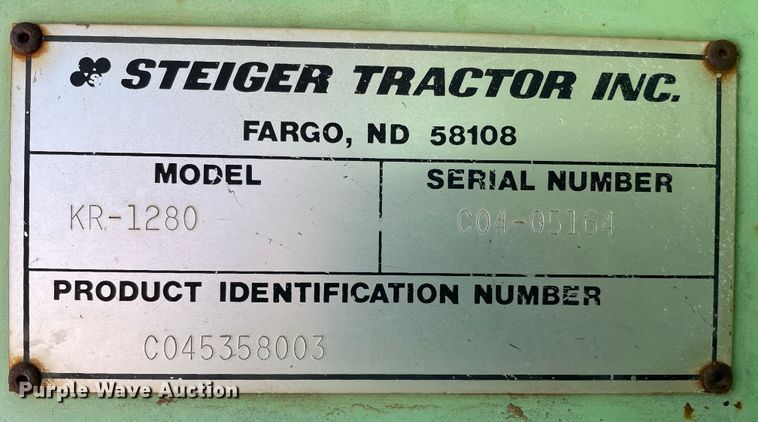 STEIGER TRACTOR INC.
FARGO, ND 58108
MODEL
KR-1280
SERIAL NUMBER
C04-05164
PRODUCT IDENTIFICATION NUMBER
C045358003
Purple Wave Auction